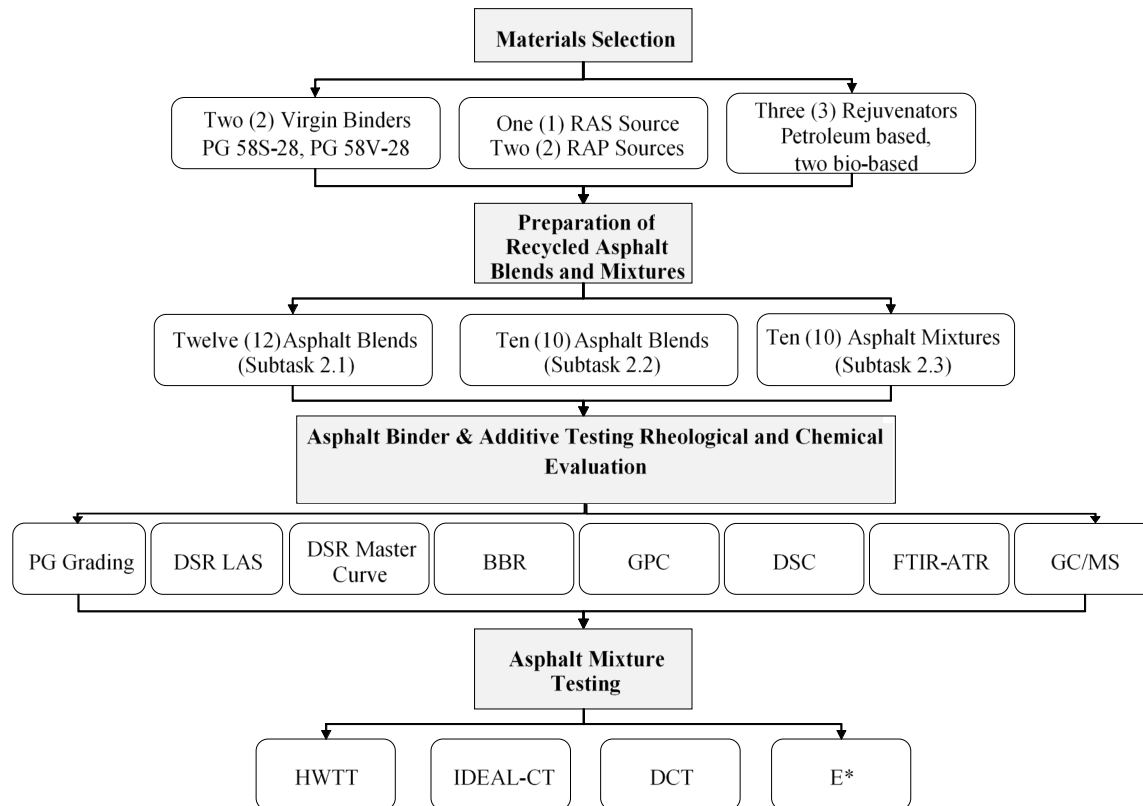 Materials Selection
Two (2) Virgin Binders
PG 58S-28, PG 58V-28
One (1) RAS Source
Two (2) RAP Sources
Three (3) Rejuvenators
Petroleum based,
two bio-based
Preparation of
Recycled Asphalt
Blends and Mixtures
Twelve (12) Asphalt Blends
(Subtask 2.1)
Ten (10) Asphalt Blends
(Subtask 2.2)
Ten (10) Asphalt Mixtures
(Subtask 2.3)
Asphalt Binder & Additive Testing Rheological and Chemical
Evaluation
PG Grading
DSR LAS
DSR Master
Curve
BBR
GPC
DSC
FTIR-ATR
GC/MS
Asphalt Mixture
Testing
HWTT
IDEAL-CT
DCT
E*